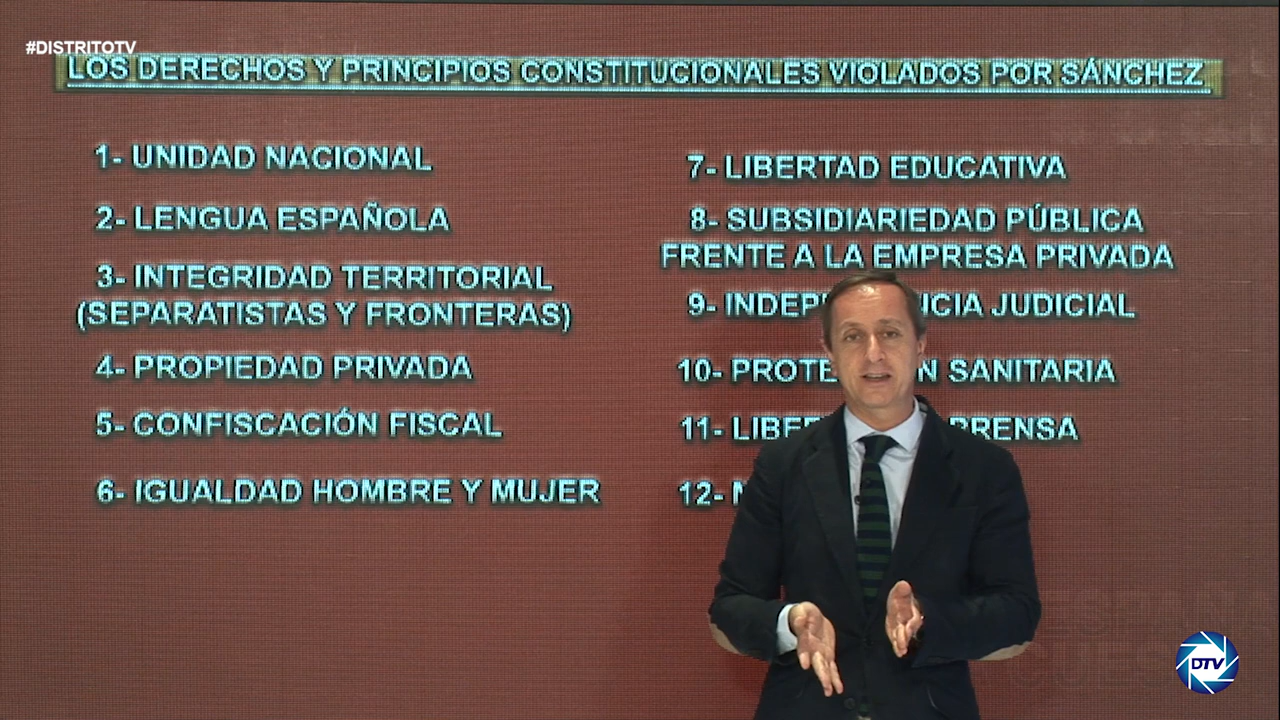 #DISTRITOTV
LOS DERECHOS Y PRINCIPIOS CONSTITUCIONALES VIOLADOS POR SÁNCHEZ
1- UNIDAD NACIONAL
2- LENGUA ESPAÑOLA
3- INTEGRIDAD TERRITORIAL
(SEPARATISTAS Y FRONTERAS)
4- PROPIEDAD PRIVADA
5- CONFISCACIÓN FISCAL
6- IGUALDAD HOMBRE Y MUJER
7- LIBERTAD EDUCATIVA
8- SUBSIDIARIEDAD PÚBLICA
FRENTE A LA EMPRESA PRIVADA
9- INDEP NCIA JUDICIAL
10- PROTE N SANITARIA
11- LIBE PRENSA
12-
DTV